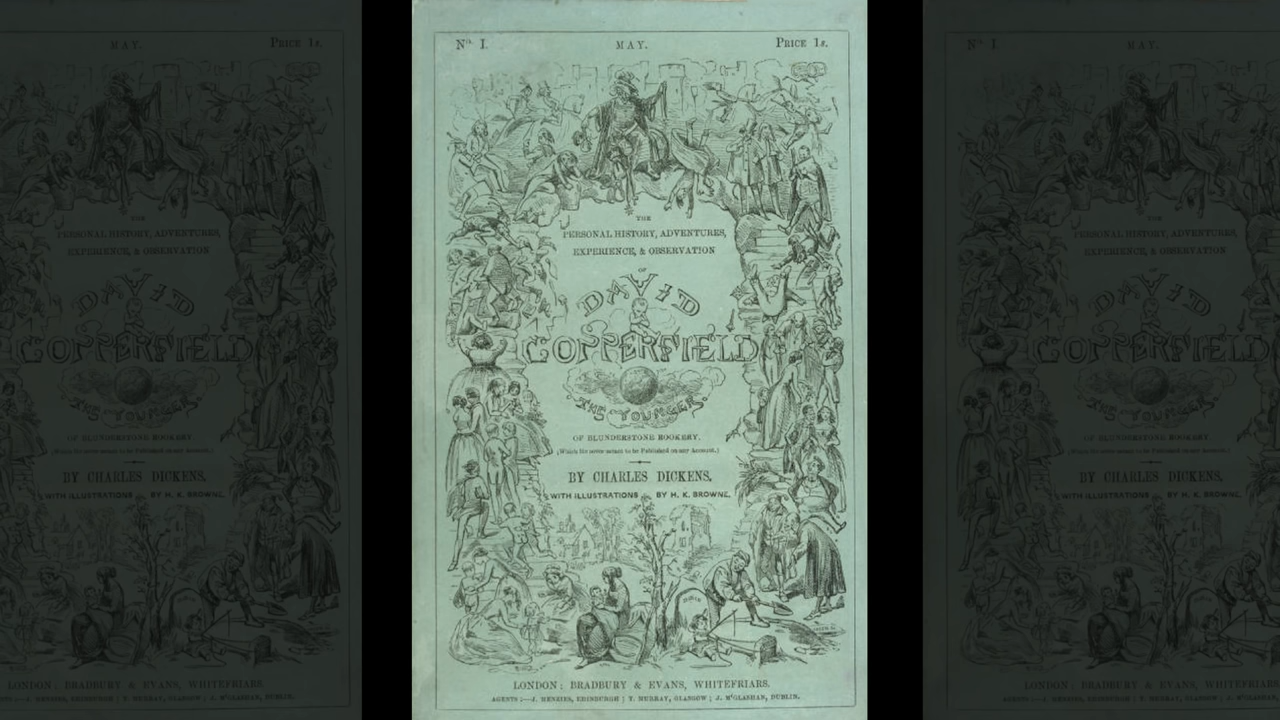 No. I. MAY. PRICE 1s.
THE
PERSONAL HISTORY, ADVENTURES,
EXPERIENCE, & OBSERVATION
OF
DAVID
COPPERFIELD
THE YOUNGER.
OF BLUNDERSTONE ROOKERY.
(Which He never meant to be Published on any Account.)
BY CHARLES DICKENS.
WITH ILLUSTRATIONS BY H. K. BROWNE.
LONDON: BRADBURY & EVANS, WHITEFRIARS.
AGENTS:—J. MENZIES, EDINBURGH; T. MURRAY, GLASGOW; J. McGLASHAN, DUBLIN.